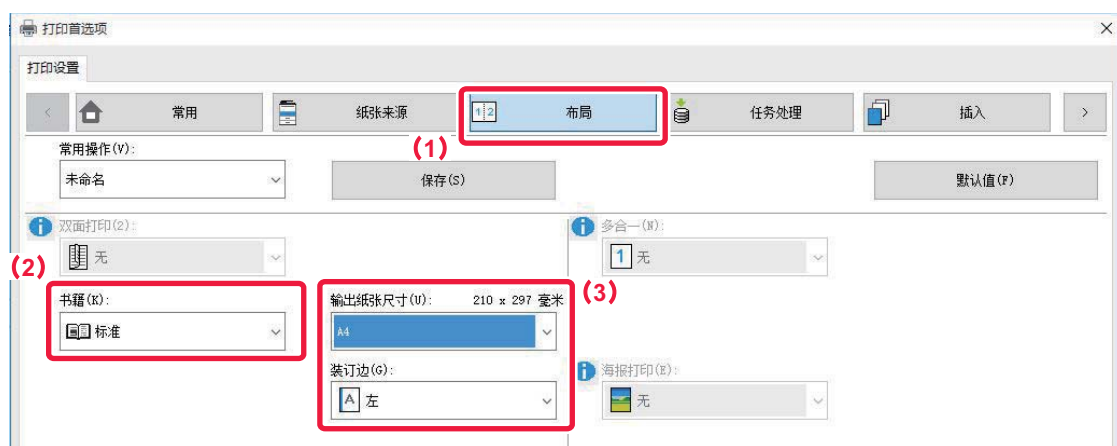 打印首选项
打印设置
常用
纸张来源
1 2
布局
任务处理
插入
(1)
常用操作(V):
未命名
保存(S)
默认值(F)
双面打印(2):
无
多合一(N):
1 无
(2)
书籍(K):
标准
输出纸张尺寸(U): 210 x 297 毫米
(3)
A4
装订边(G):
A 左
海报打印(E):
无